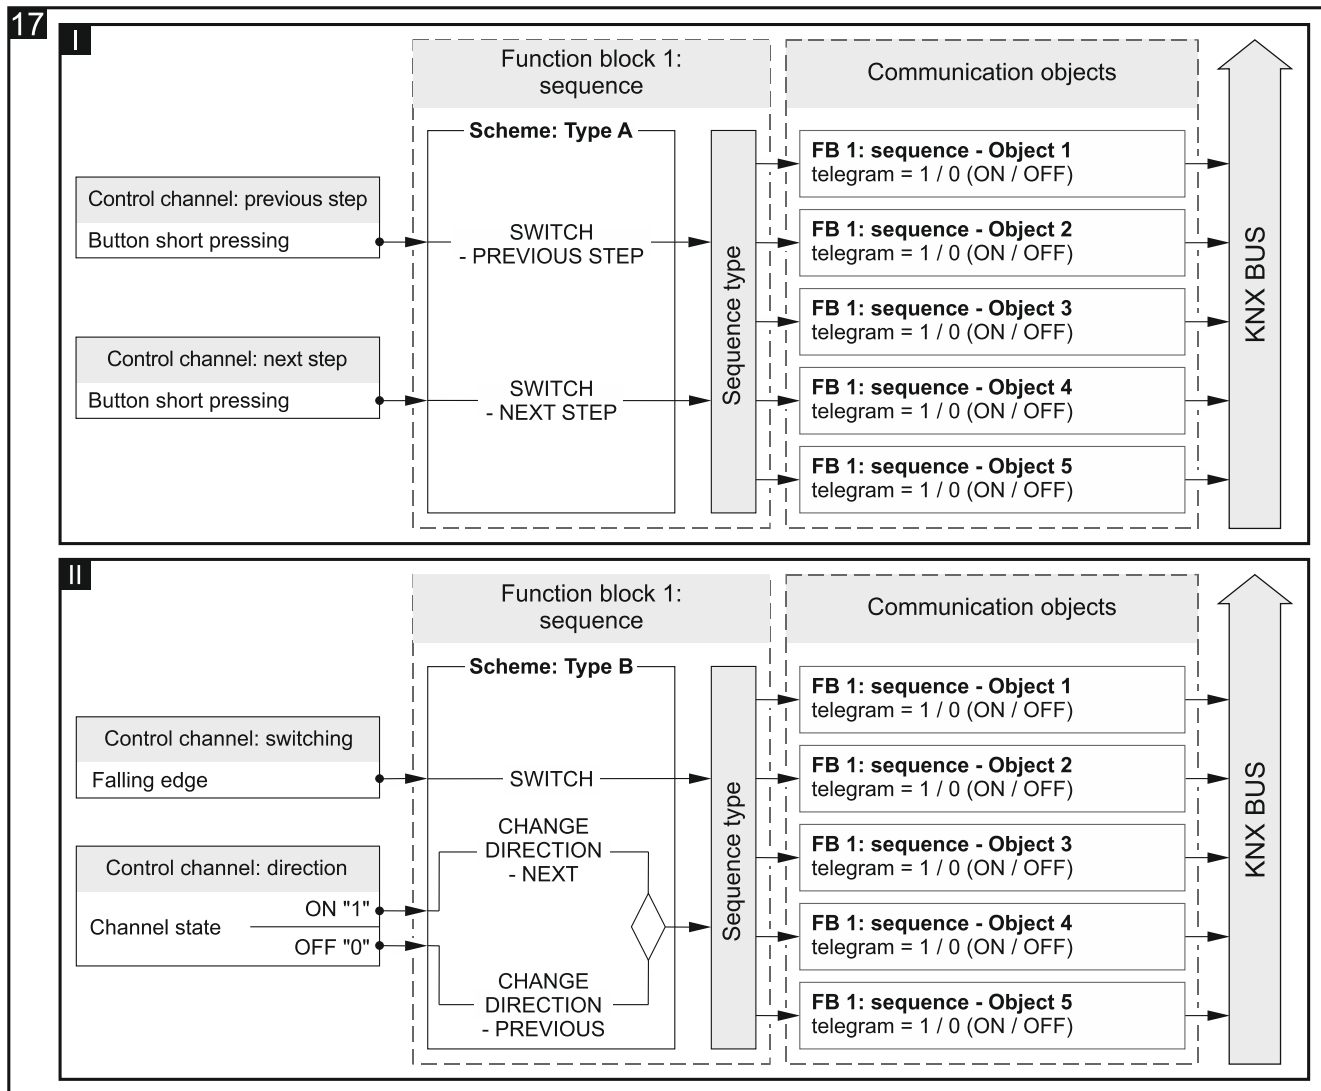 17
I
Function block 1:
sequence
Communication objects
Scheme: Type A
Control channel: previous step
Button short pressing
SWITCH
- PREVIOUS STEP
Control channel: next step
Button short pressing
SWITCH
- NEXT STEP
Sequence type
FB 1: sequence - Object 1
telegram = 1 / 0 (ON / OFF)
FB 1: sequence - Object 2
telegram = 1 / 0 (ON / OFF)
FB 1: sequence - Object 3
telegram = 1 / 0 (ON / OFF)
FB 1: sequence - Object 4
telegram = 1 / 0 (ON / OFF)
FB 1: sequence - Object 5
telegram = 1 / 0 (ON / OFF)
KNX BUS
II
Function block 1:
sequence
Communication objects
Scheme: Type B
Control channel: switching
Falling edge
SWITCH
Control channel: direction
Channel state
ON "1"
OFF "0"
CHANGE
DIRECTION
- NEXT
CHANGE
DIRECTION
- PREVIOUS
Sequence type
FB 1: sequence - Object 1
telegram = 1 / 0 (ON / OFF)
FB 1: sequence - Object 2
telegram = 1 / 0 (ON / OFF)
FB 1: sequence - Object 3
telegram = 1 / 0 (ON / OFF)
FB 1: sequence - Object 4
telegram = 1 / 0 (ON / OFF)
FB 1: sequence - Object 5
telegram = 1 / 0 (ON / OFF)
KNX BUS